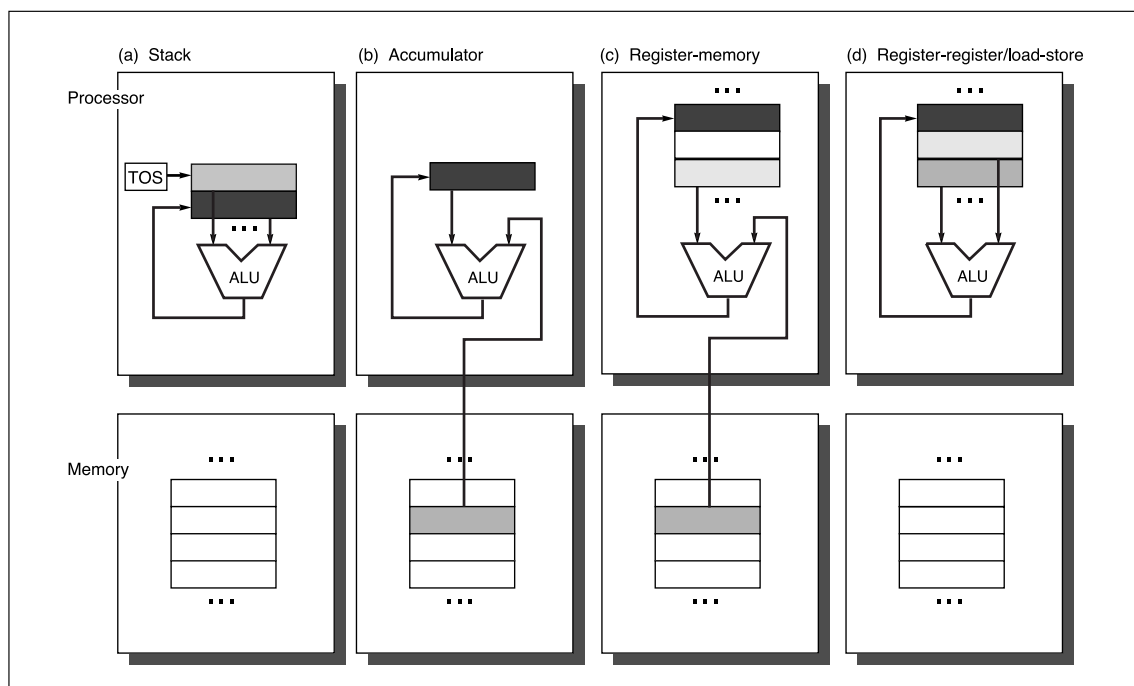 (a) Stack
(b) Accumulator
(c) Register-memory
(d) Register-register/load-store
Processor
TOS
...
...
...
...
...
ALU
ALU
ALU
ALU
Memory
...
...
...
...
...
...
...
...